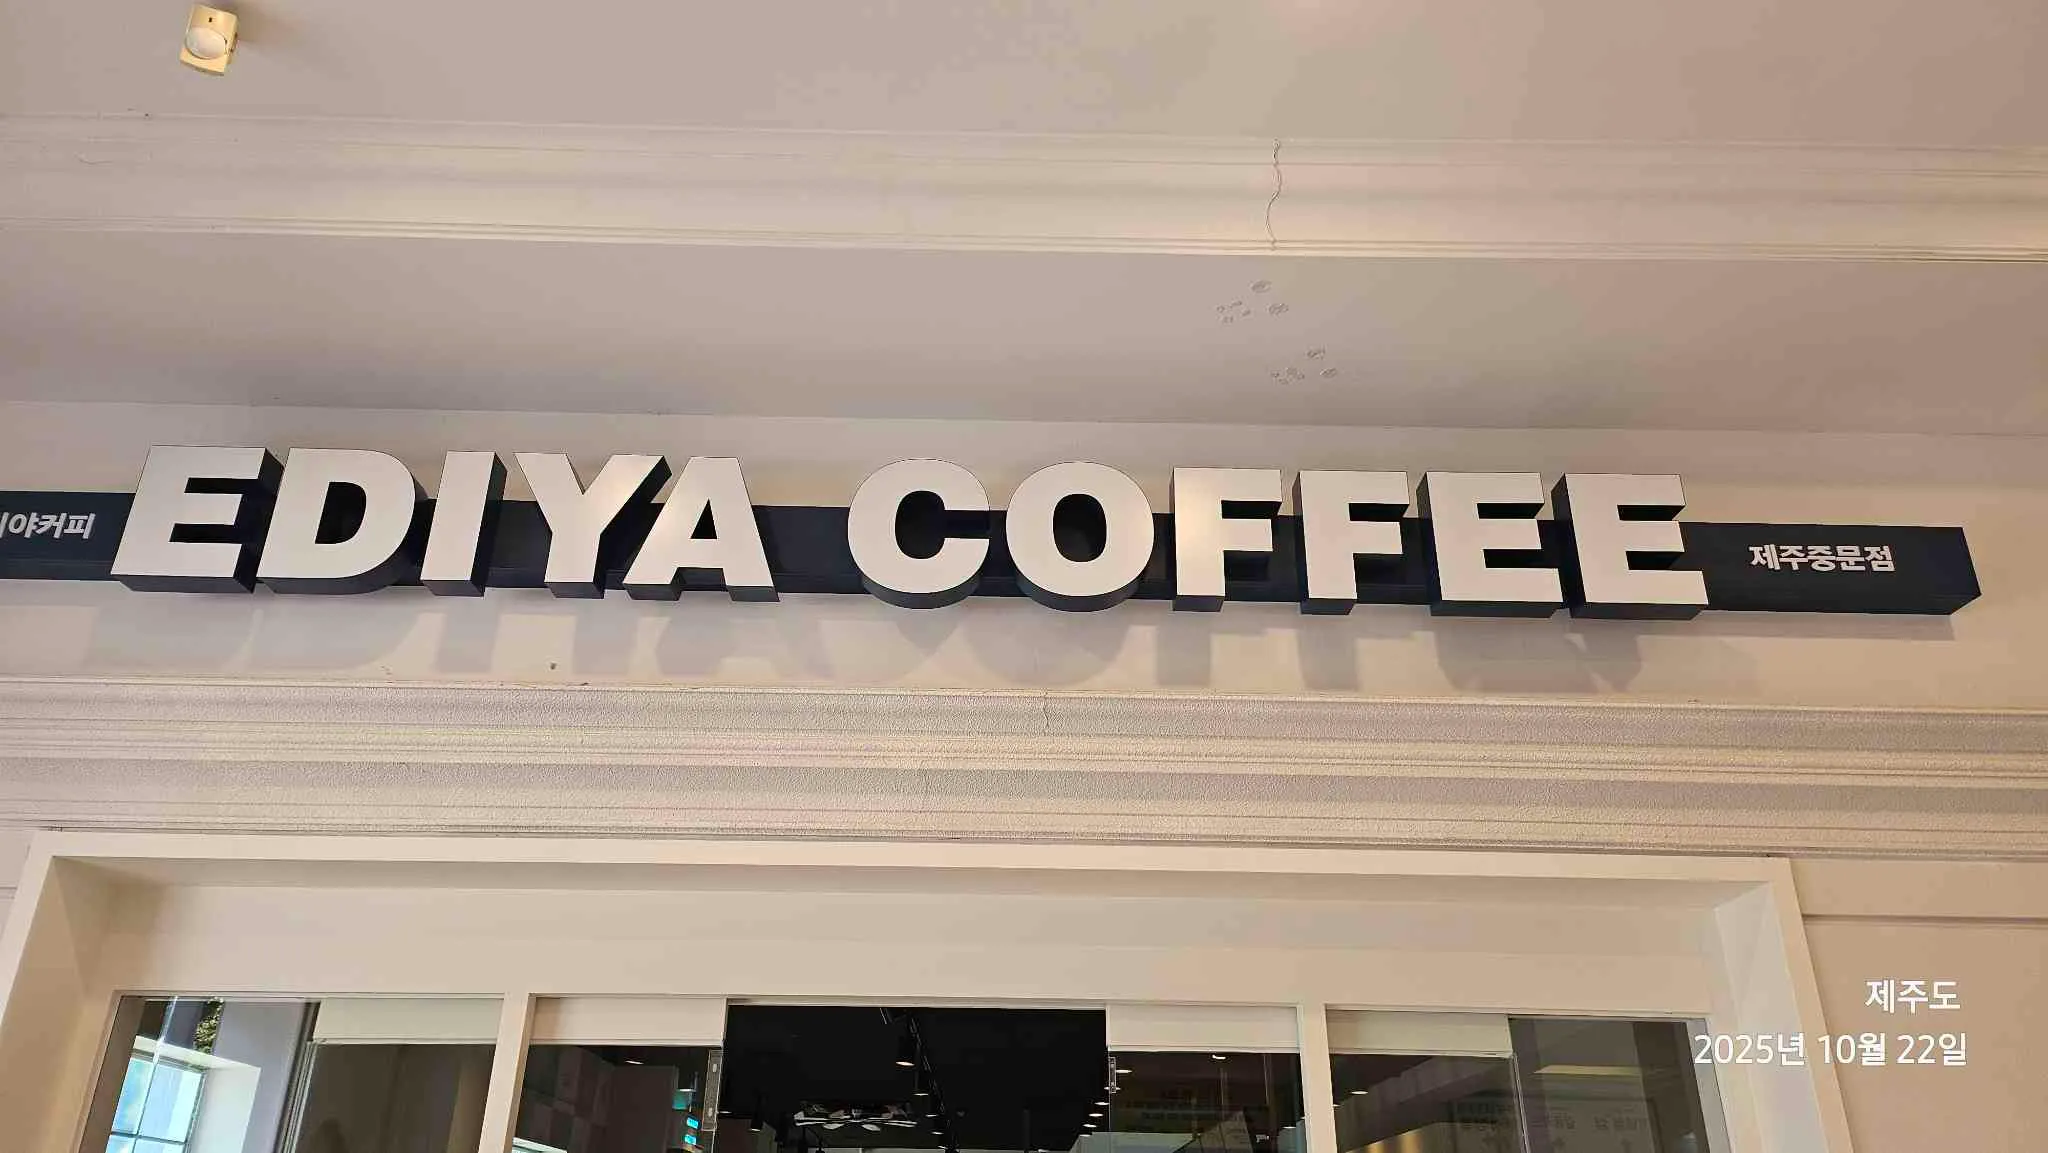 야커피 EDIYA COFFEE 제주중문점
제주도
2025년 10월 22일